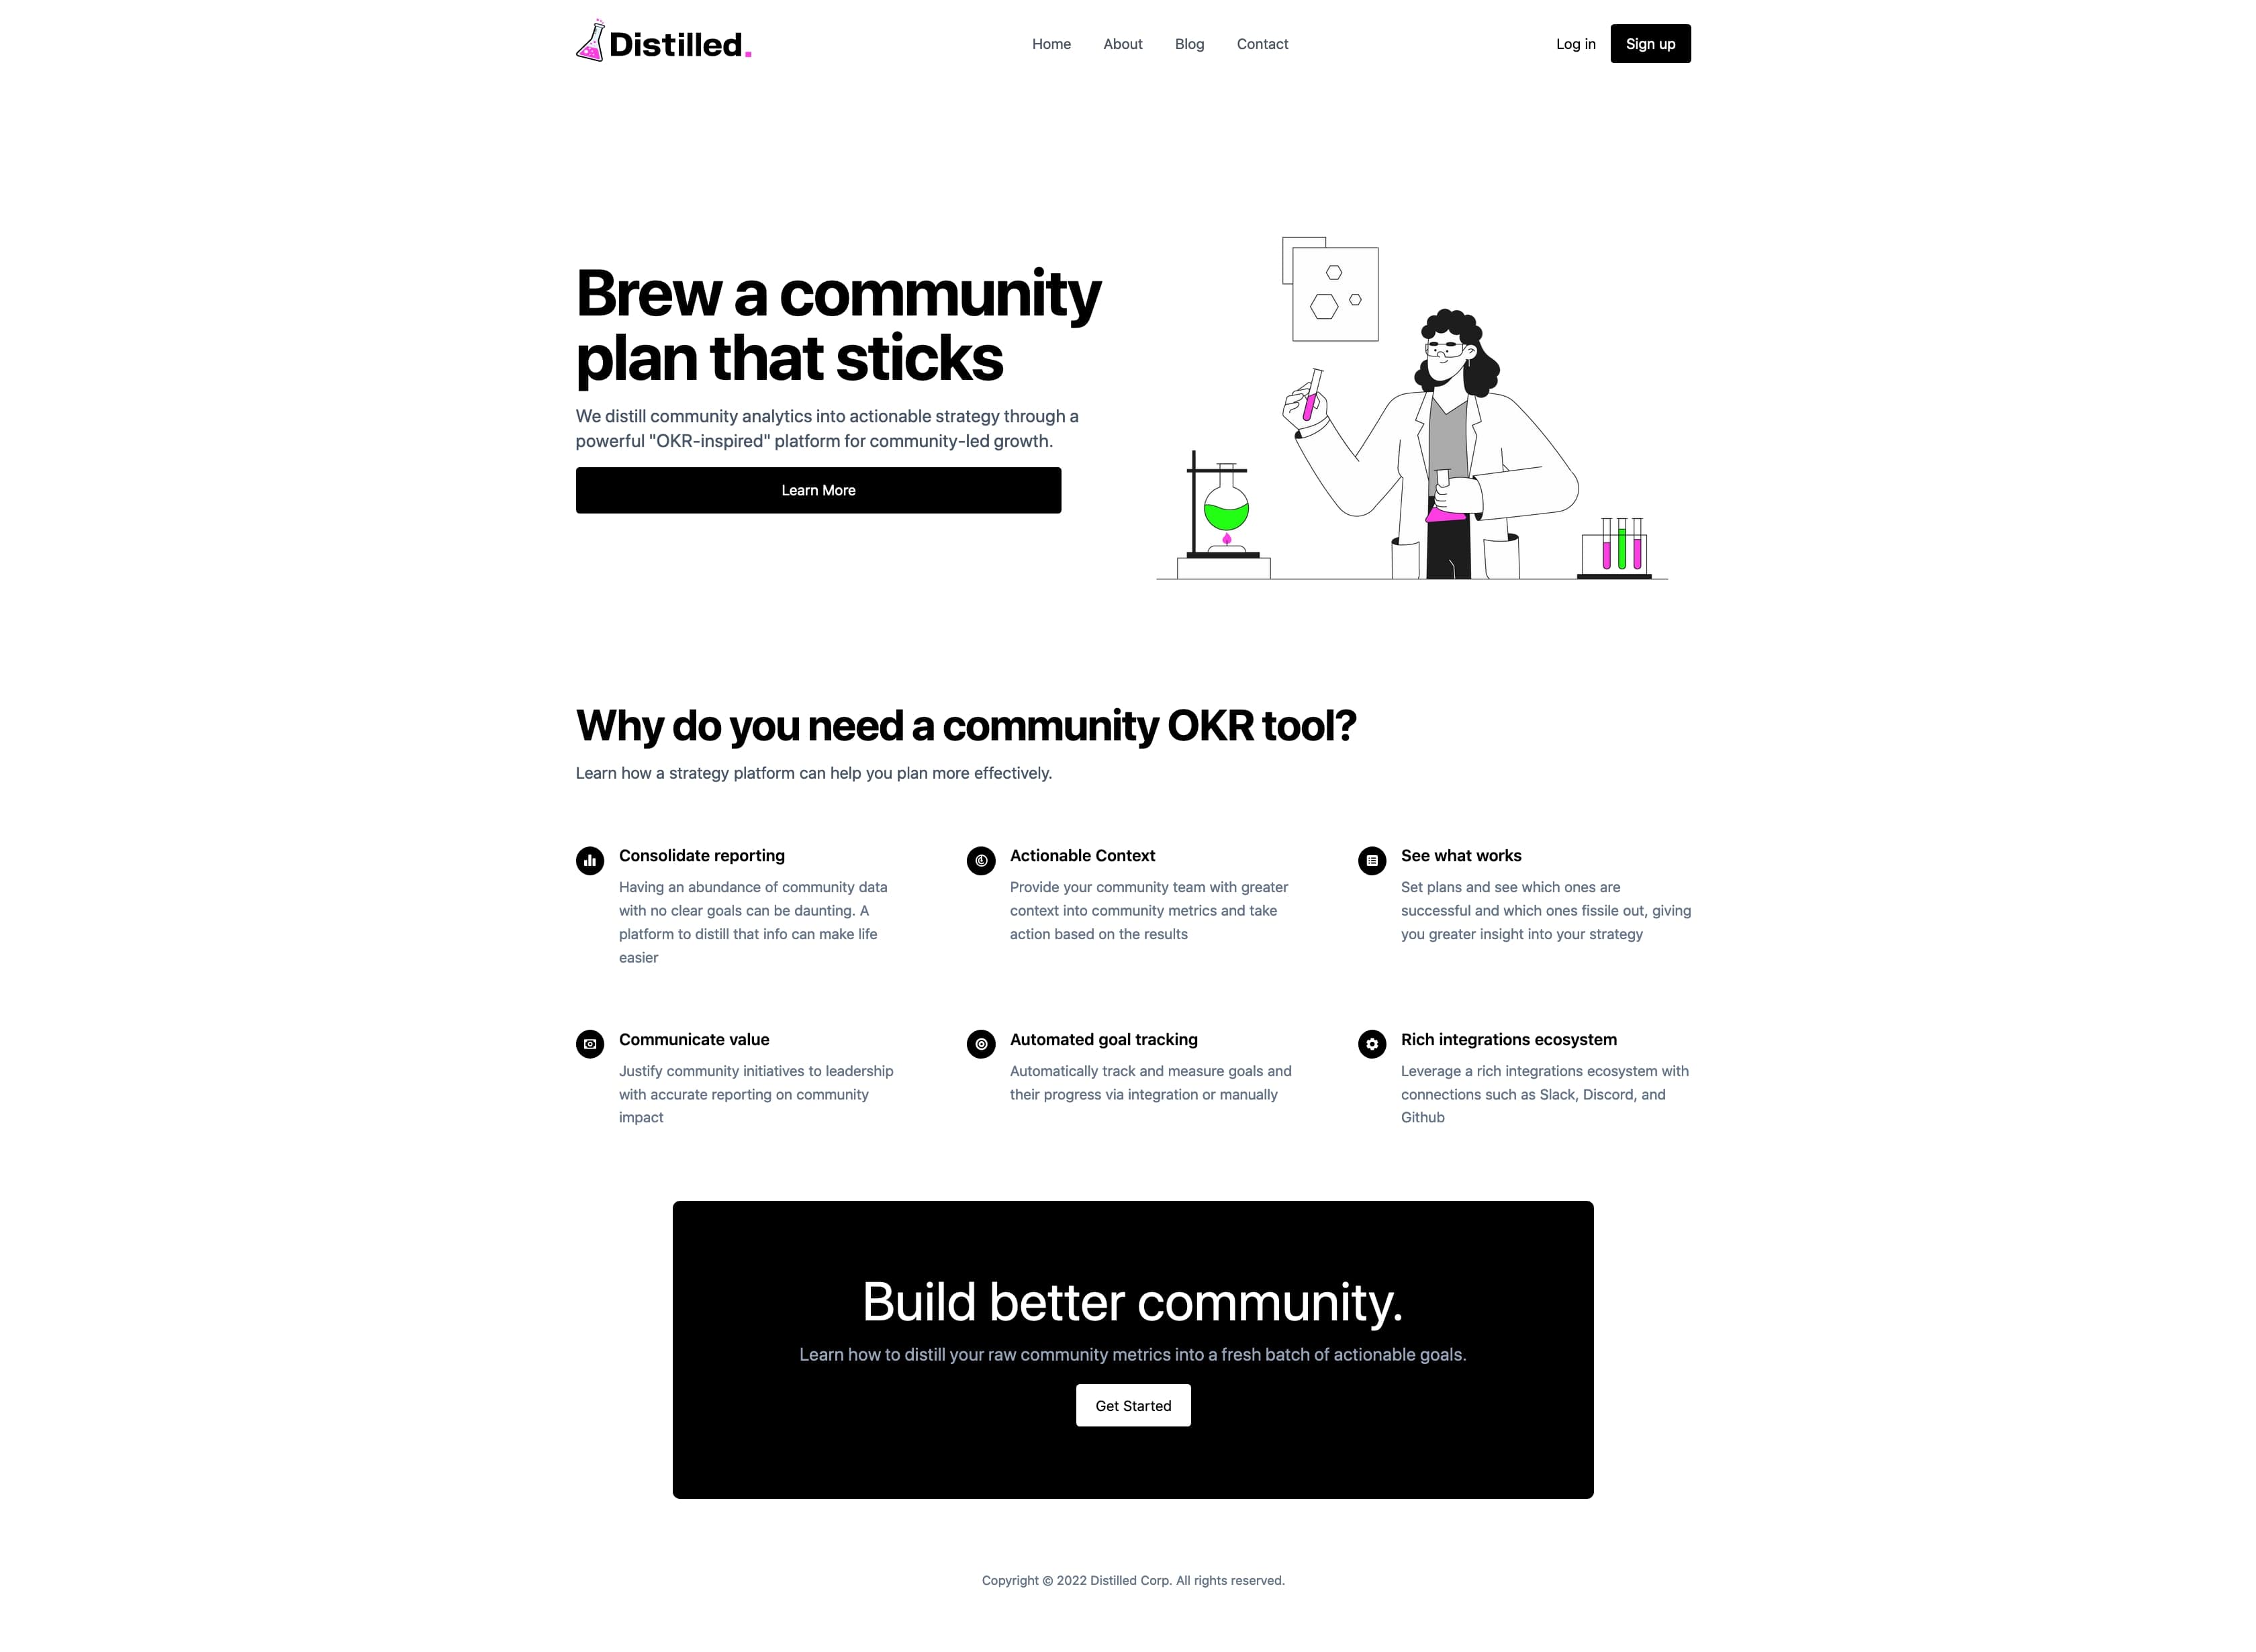 Distilled.
Home About Blog Contact
Log in Sign up
Brew a community
plan that sticks
We distill community analytics into actionable strategy through a
powerful "OKR-inspired" platform for community-led growth.
Learn More
Why do you need a community OKR tool?
Learn how a strategy platform can help you plan more effectively.
Consolidate reporting
Having an abundance of community data
with no clear goals can be daunting. A
platform to distill that info can make life
easier
Actionable Context
Provide your community team with greater
context into community metrics and take
action based on the results
See what works
Set plans and see which ones are
successful and which ones fissile out, giving
you greater insight into your strategy
Communicate value
Justify community initiatives to leadership
with accurate reporting on community
impact
Automated goal tracking
Automatically track and measure goals and
their progress via integration or manually
Rich integrations ecosystem
Leverage a rich integrations ecosystem with
connections such as Slack, Discord, and
Github
Build better community.
Learn how to distill your raw community metrics into a fresh batch of actionable goals.
Get Started
Copyright © 2022 Distilled Corp. All rights reserved.